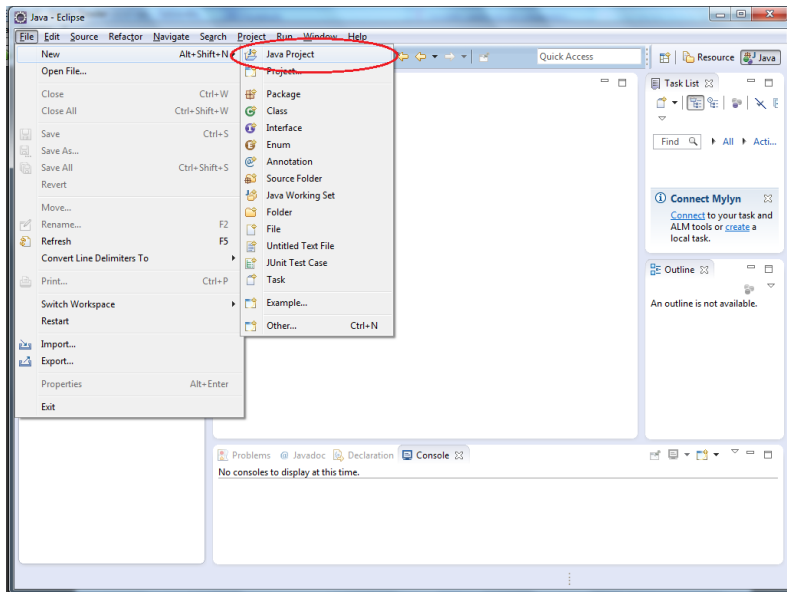 Java - Eclipse
File Edit Source Refactor Navigate Search Project Run Window Help
New Alt+Shift+N
Open File...
Close Ctrl+W
Close All Ctrl+Shift+W
Save Ctrl+S
Save As...
Save All Ctrl+Shift+S
Revert
Move...
Rename... F2
Refresh F5
Convert Line Delimiters To
Print... Ctrl+P
Switch Workspace
Restart
Import...
Export...
Properties Alt+Enter
Exit
Java Project
Project...
Package
Class
Interface
Enum
Annotation
Source Folder
Java Working Set
Folder
File
Untitled Text File
JUnit Test Case
Task
Example...
Other... Ctrl+N
Quick Access
Resource Java
Task List
Find All Acti...
Connect Mylyn
Connect to your task and
ALM tools or create a
local task.
Outline
An outline is not available.
Problems @ Javadoc Declaration Console
No consoles to display at this time.